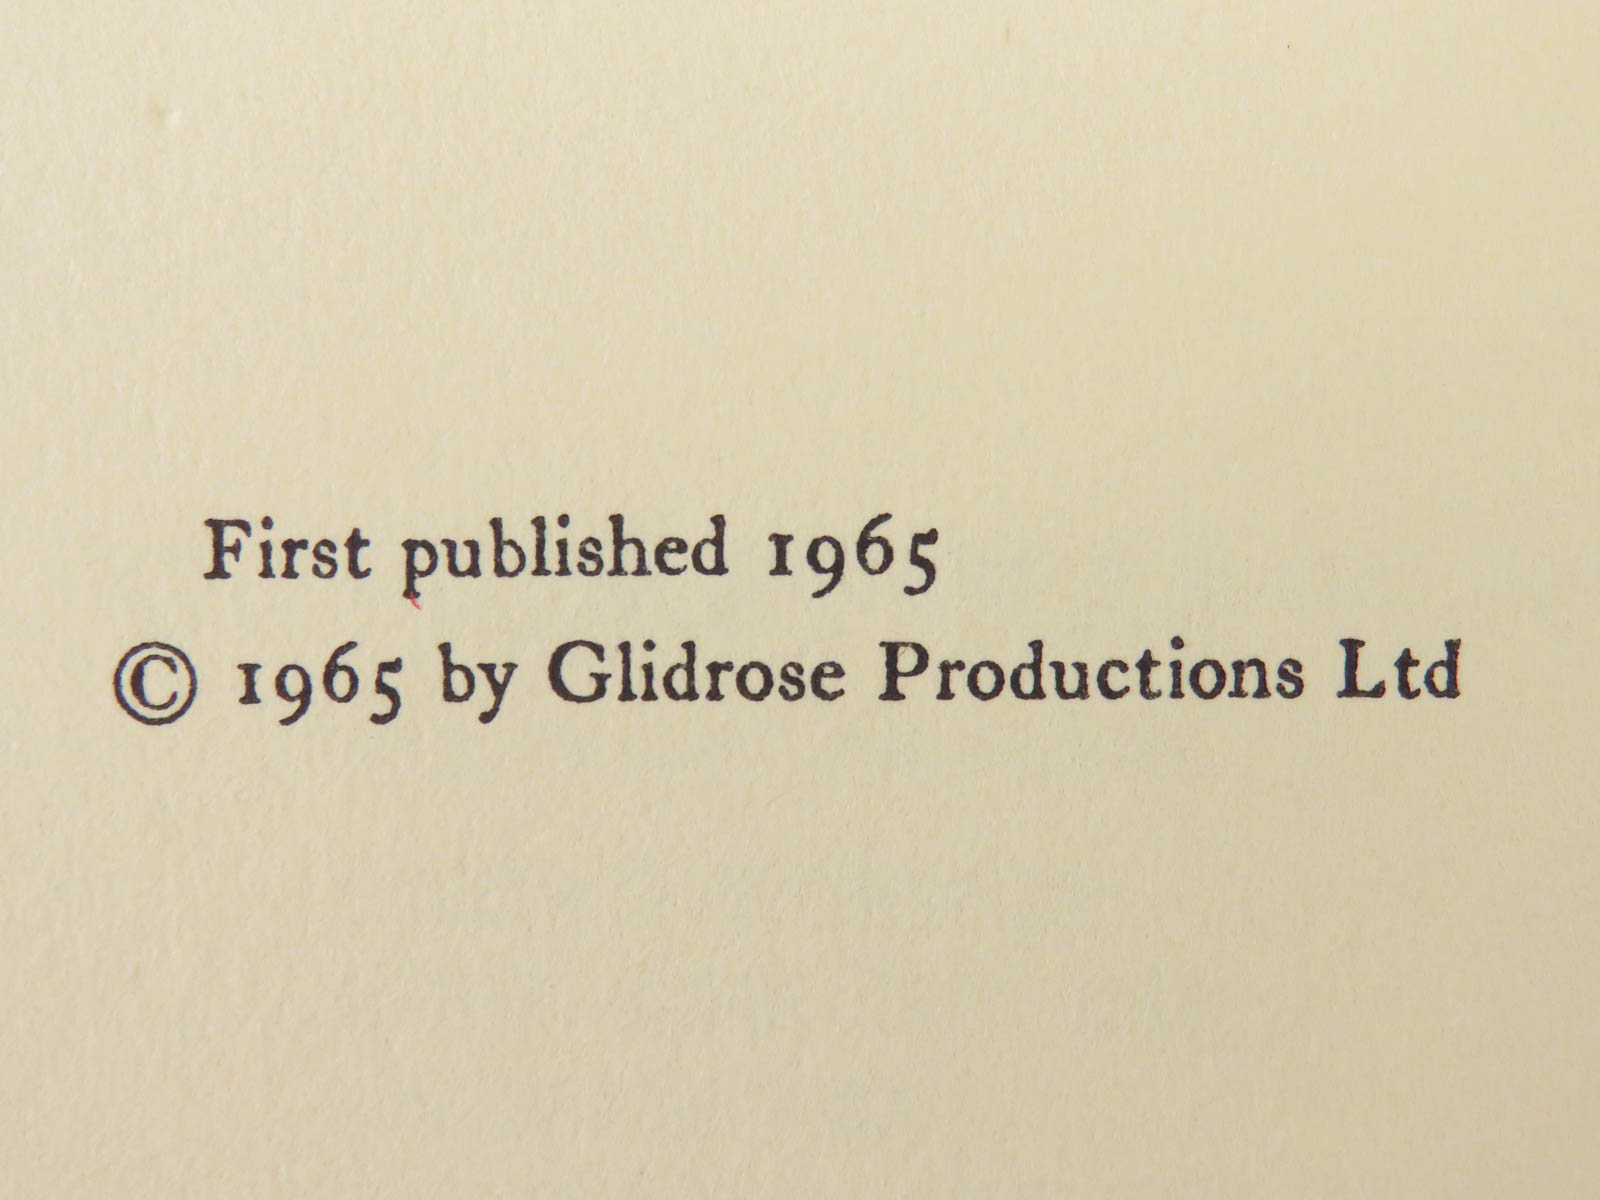 First published 1965
© 1965 by Glidrose Productions Ltd